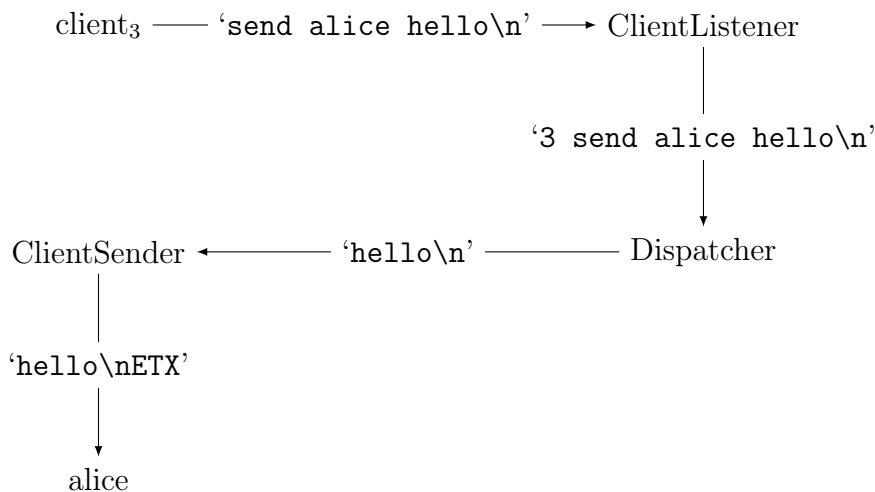 client₃ ‘send alice hello\n’ ClientListener
‘3 send alice hello\n’
ClientSender ‘hello\n’ Dispatcher
‘hello\nETX’
alice